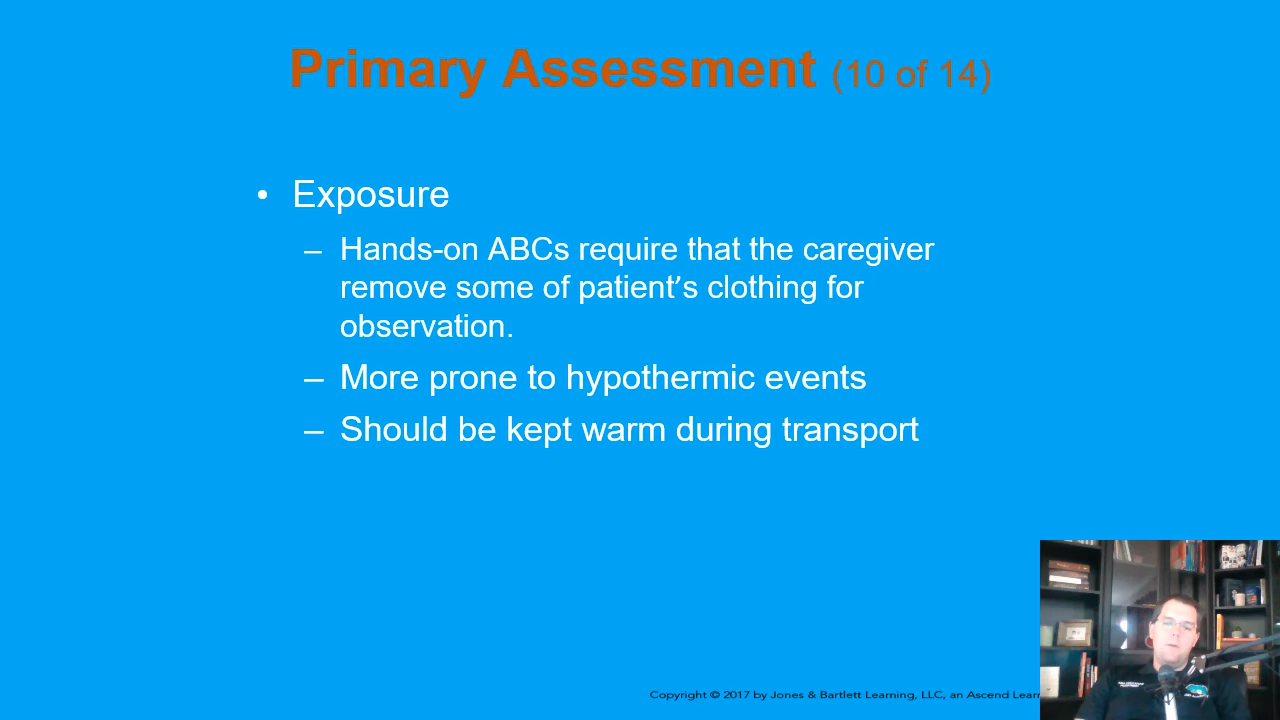 Primary Assessment (10 of 14)
• Exposure
– Hands-on ABCs require that the caregiver
remove some of patient’s clothing for
observation.
– More prone to hypothermic events
– Should be kept warm during transport
Copyright © 2017 by Jones & Bartlett Learning, LLC, an Ascend